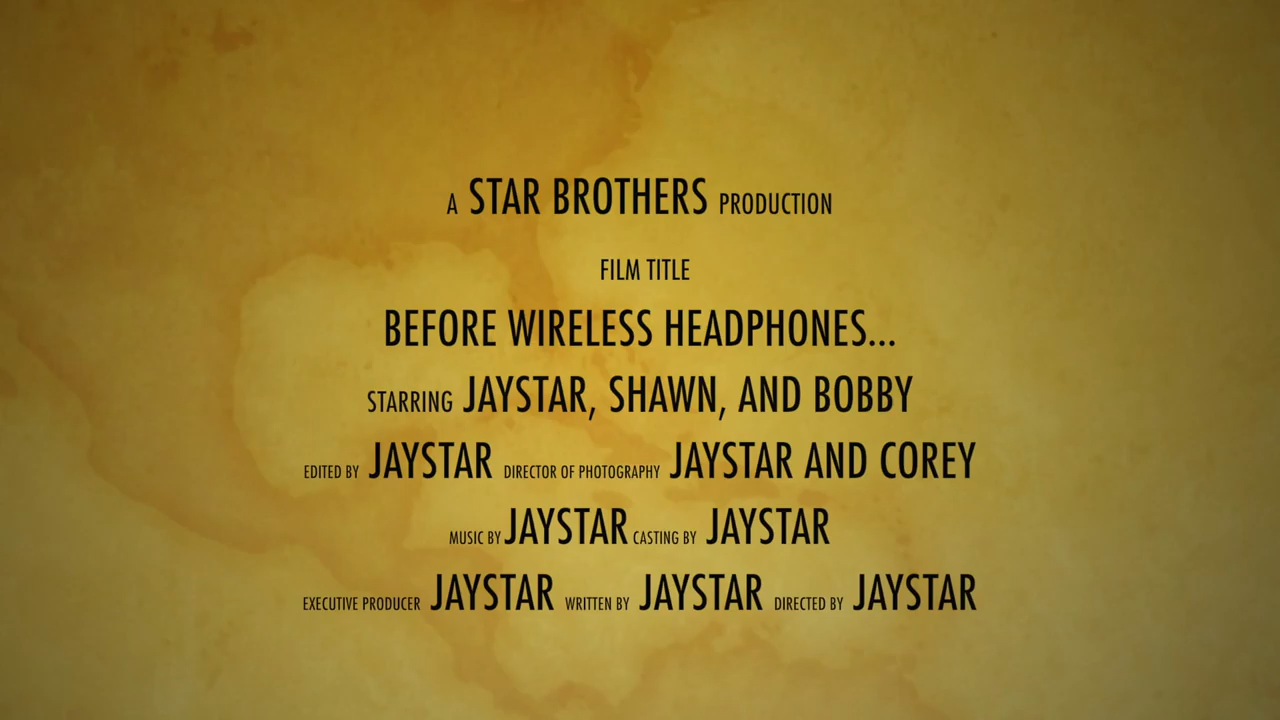 A STAR BROTHERS PRODUCTION
FILM TITLE
BEFORE WIRELESS HEADPHONES...
STARRING JAYSTAR, SHAWN, AND BOBBY
EDITED BY JAYSTAR DIRECTOR OF PHOTOGRAPHY JAYSTAR AND COREY
MUSIC BY JAYSTAR CASTING BY JAYSTAR
EXECUTIVE PRODUCER JAYSTAR WRITTEN BY JAYSTAR DIRECTED BY JAYSTAR